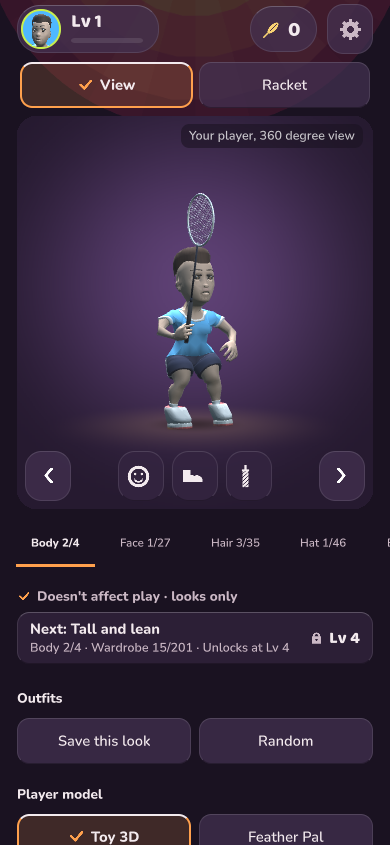 Lv 1
0
View
Racket
Your player, 360 degree view
Body 2/4
Face 1/27
Hair 3/35
Hat 1/46
Doesn't affect play · looks only
Next: Tall and lean
Body 2/4 · Wardrobe 15/201 · Unlocks at Lv 4
Lv 4
Outfits
Save this look
Random
Player model
Toy 3D
Feather Pal